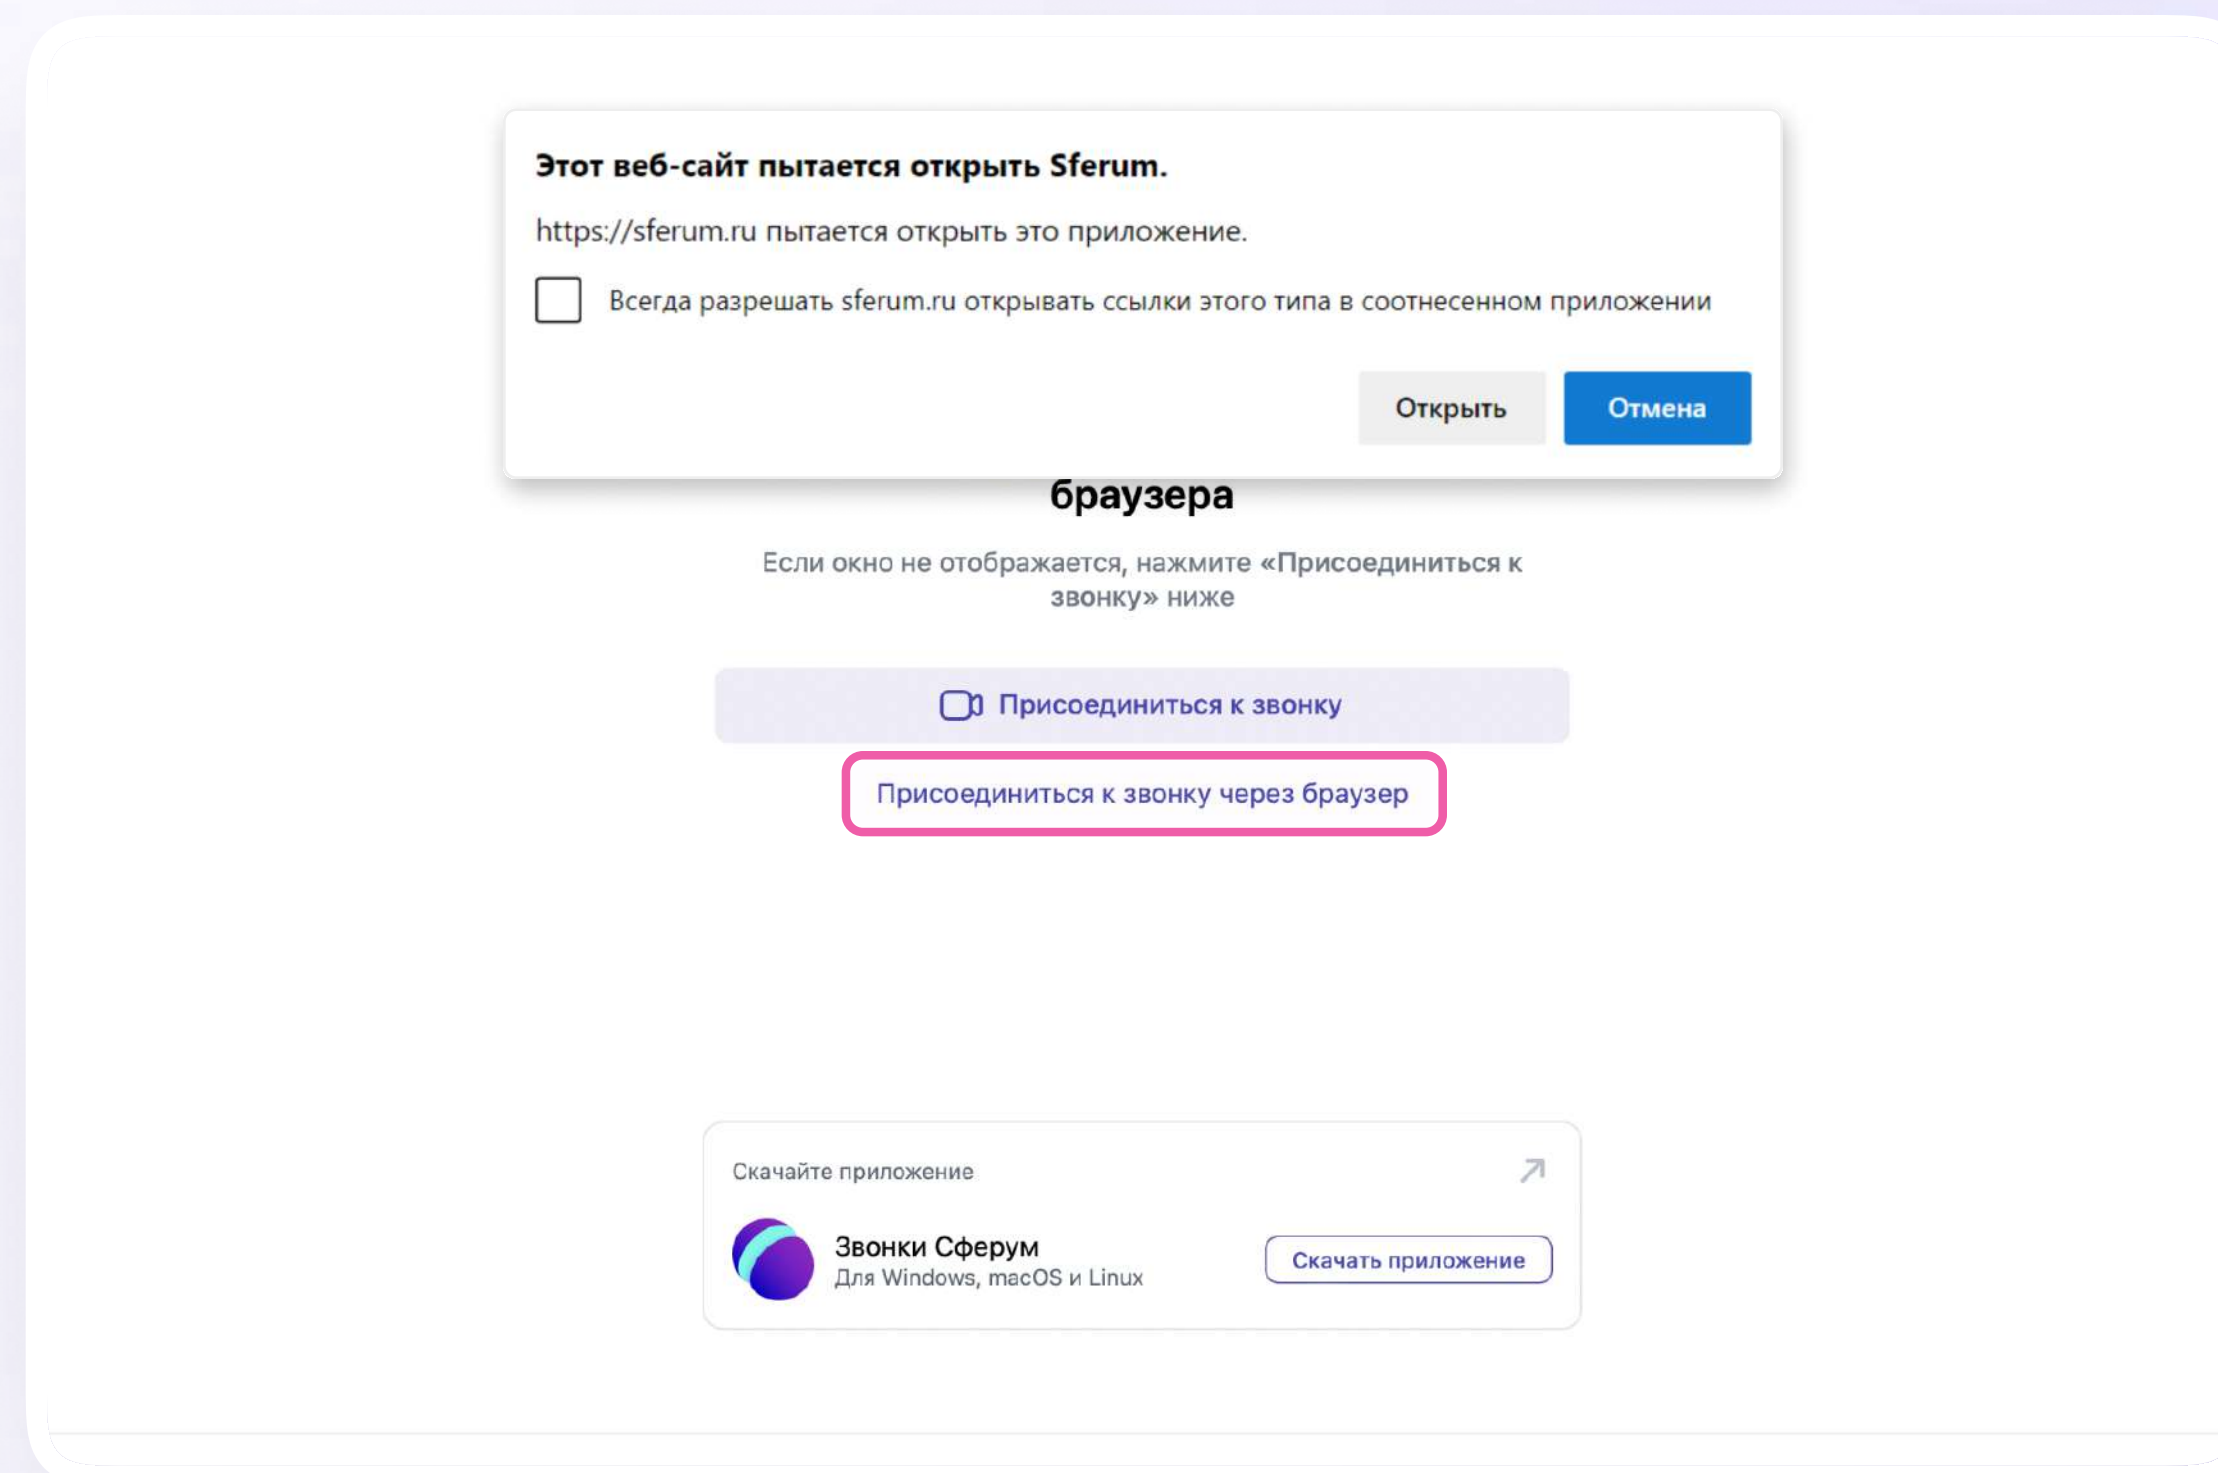 Этот веб-сайт пытается открыть Sferum.
https://sferum.ru пытается открыть это приложение.
Всегда разрешать sferum.ru открывать ссылки этого типа в соотнесенном приложении
Открыть
Отмена
браузера
Если окно не отображается, нажмите «Присоединиться к
звонку» ниже
Присоединиться к звонку
Присоединиться к звонку через браузер
Скачайте приложение
Звонки Сферум
Для Windows, macOS и Linux
Скачать приложение